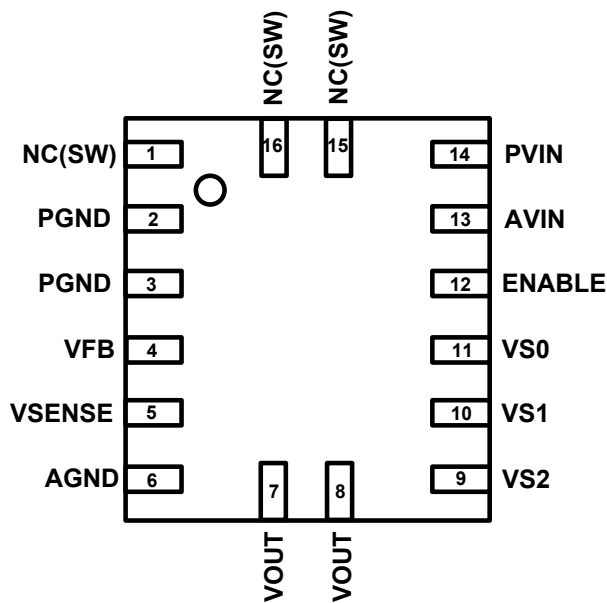 NC(SW) NC(SW)
16 15
NC(SW) 1 14 PVIN
PGND 2 13 AVIN
PGND 3 12 ENABLE
VFB 4 11 VS0
VSENSE 5 10 VS1
AGND 6 7 8 9 VS2
VOUT VOUT